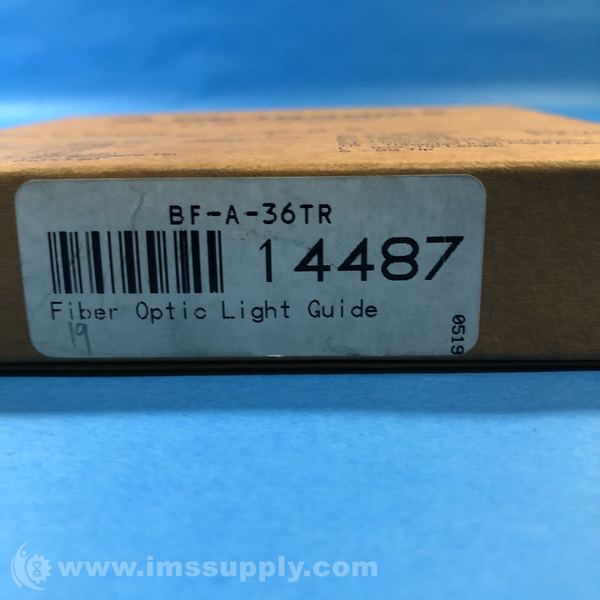 BF-A-36TR
14487
Fiber Optic Light Guide
19
0519
www.imssupply.com